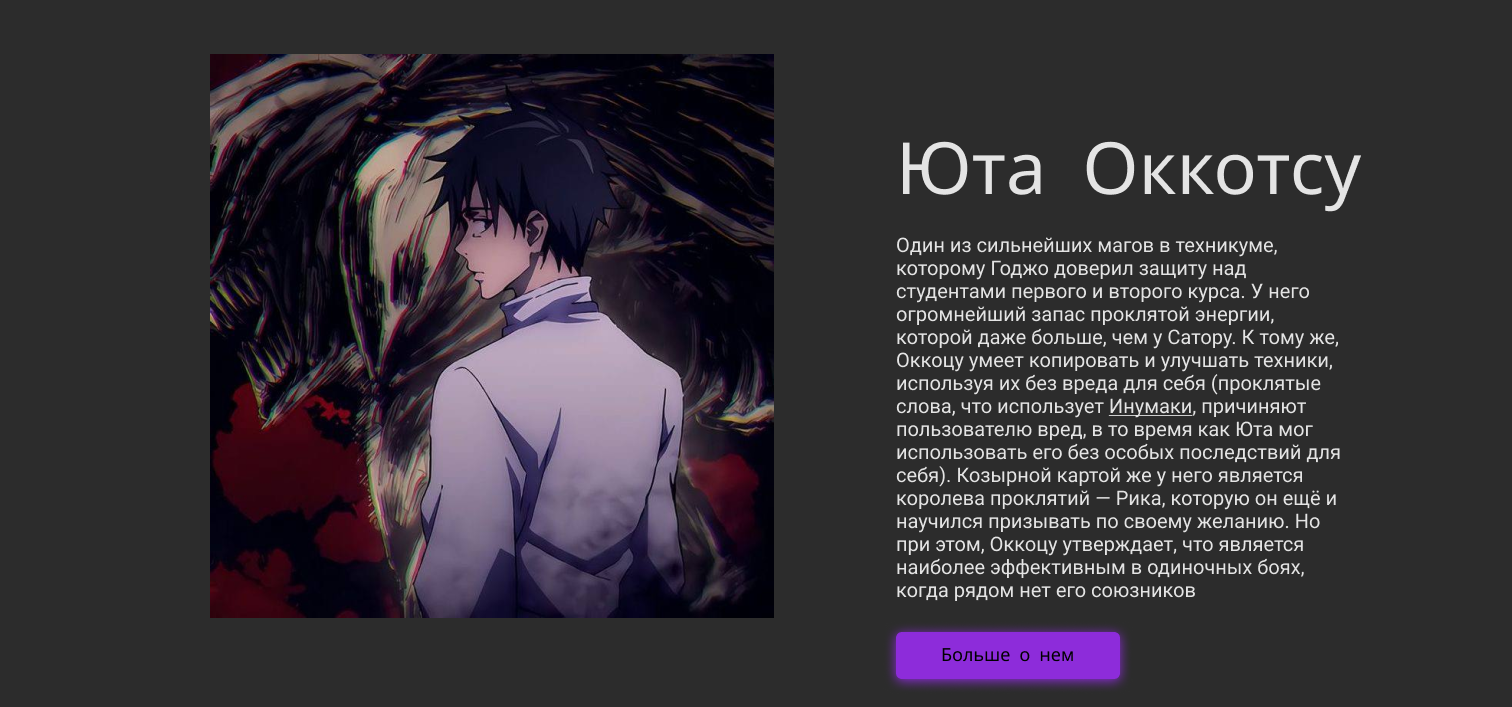 Юта Оккотсу
Один из сильнейших магов в техникуме,
которому Годжо доверил защиту над
студентами первого и второго курса. У него
огромнейший запас проклятой энергии,
которой даже больше, чем у Сатору. К тому же,
Оккоцу умеет копировать и улучшать техники,
используя их без вреда для себя (проклятые
слова, что использует Инумаки, причиняют
пользователю вред, в то время как Юта мог
использовать его без особых последствий для
себя). Козырной картой же у него является
королева проклятий — Рика, которую он ещё и
научился призывать по своему желанию. Но
при этом, Оккоцу утверждает, что является
наиболее эффективным в одиночных боях,
когда рядом нет его союзников
Больше о нем